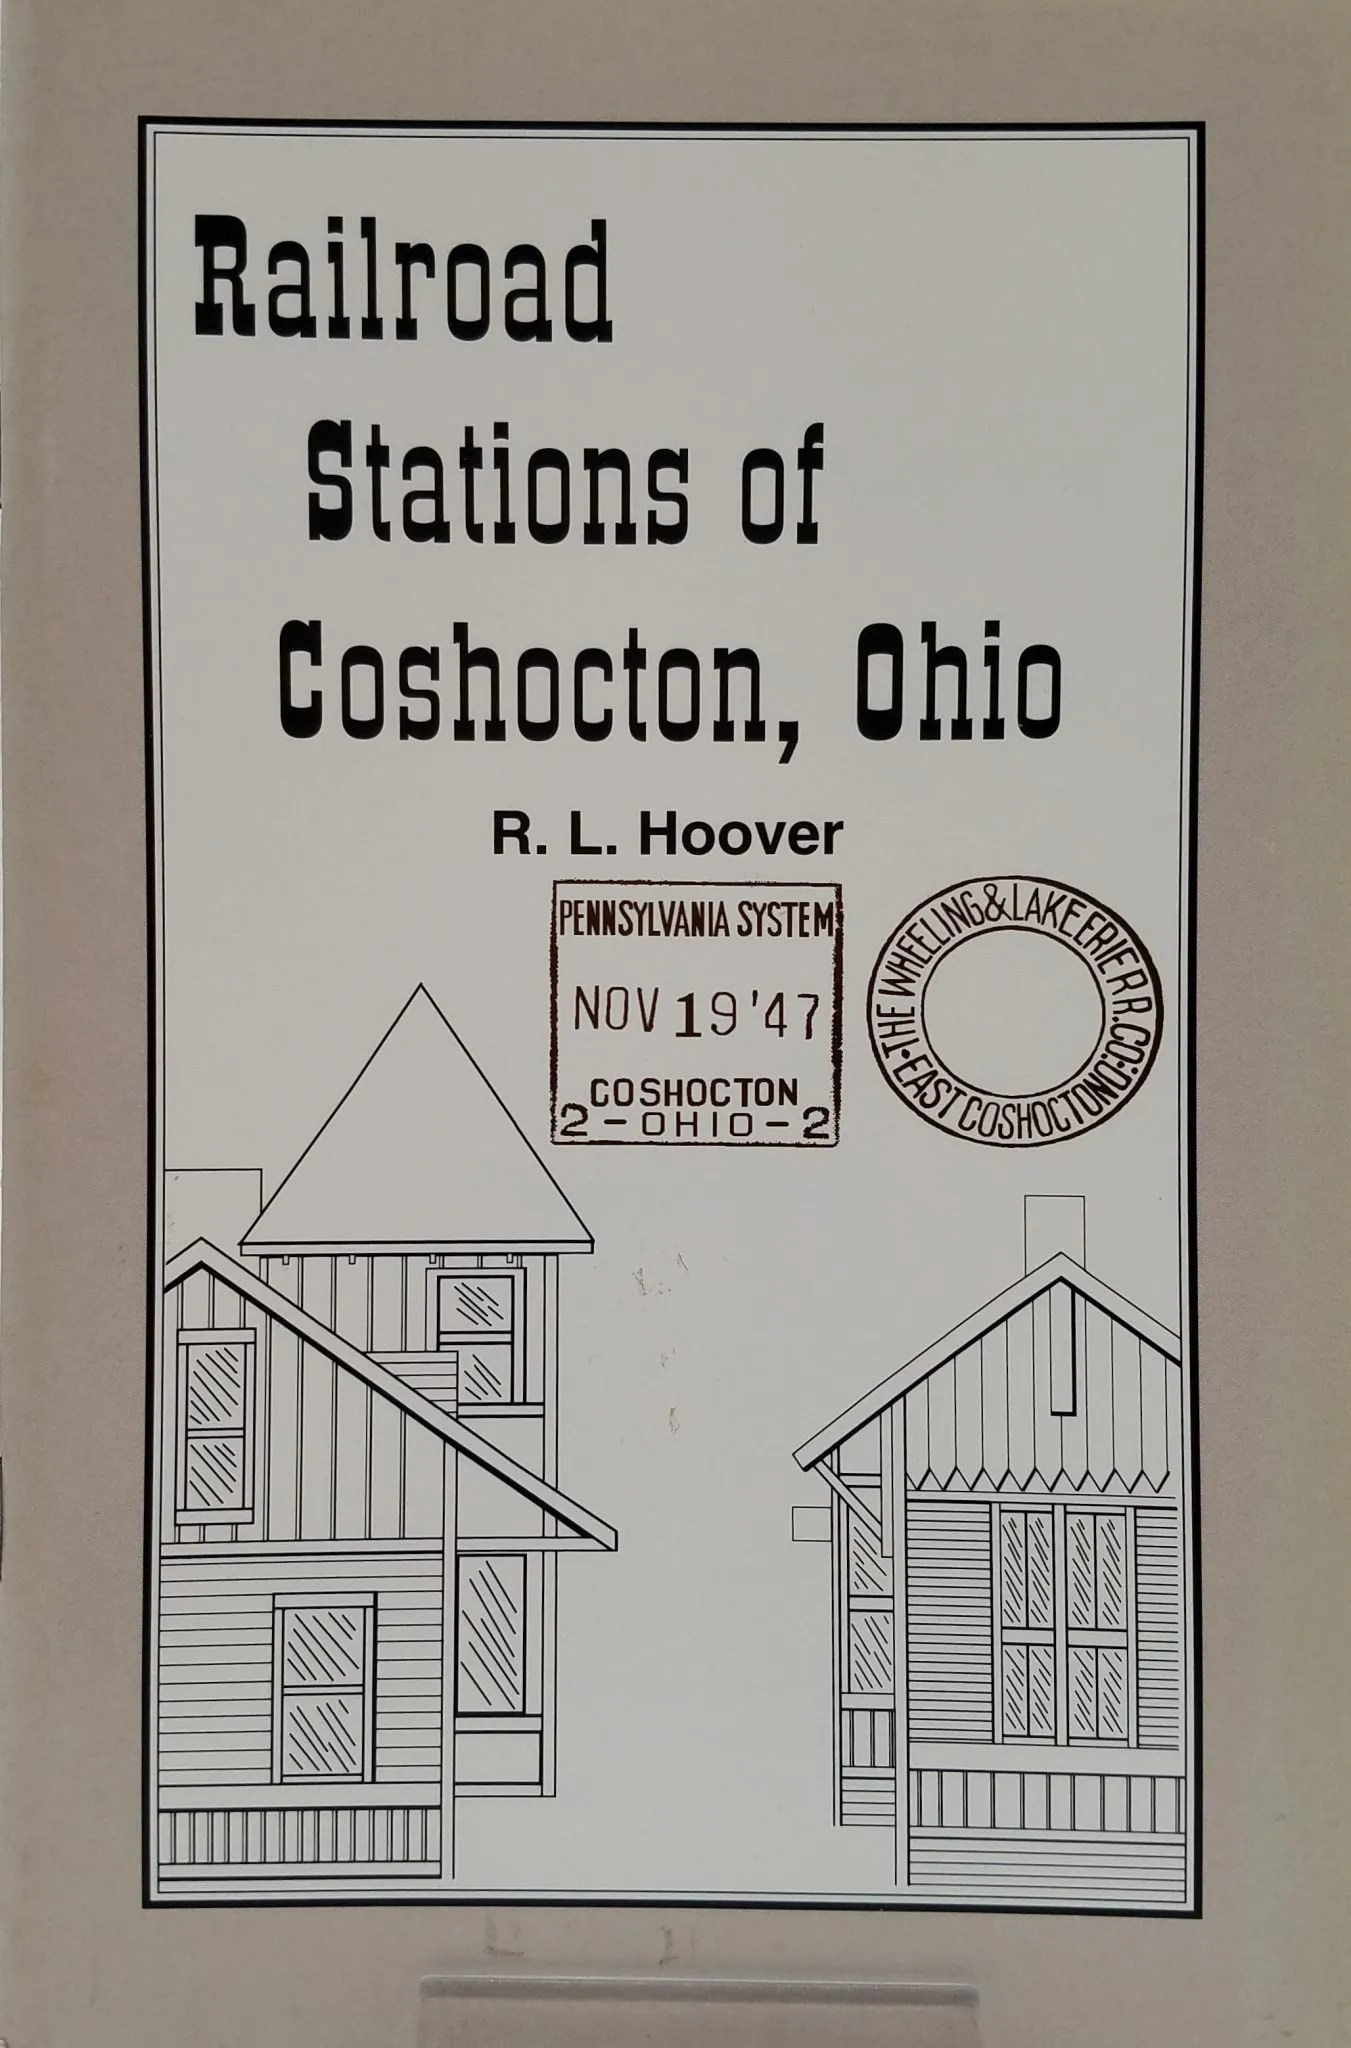 Railroad
Stations of
Coshocton, Ohio
R. L. Hoover
PENNSYLVANIA SYSTEM
NOV 19 '47
COSHOCTON
2 - OHIO - 2
THE WHEELING & LAKE ERIE R.R. CO.
EAST COSHOCTON O.